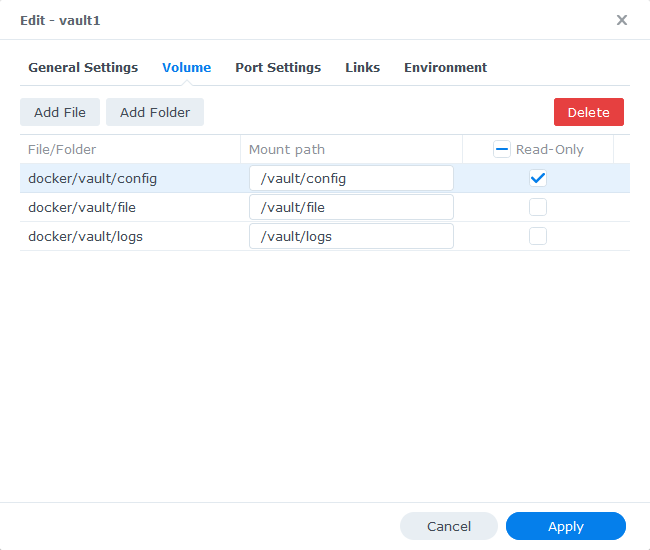 Edit - vault1
General Settings Volume Port Settings Links Environment
Add File Add Folder Delete
File/Folder Mount path Read-Only
docker/vault/config /vault/config
docker/vault/file /vault/file
docker/vault/logs /vault/logs
Cancel Apply